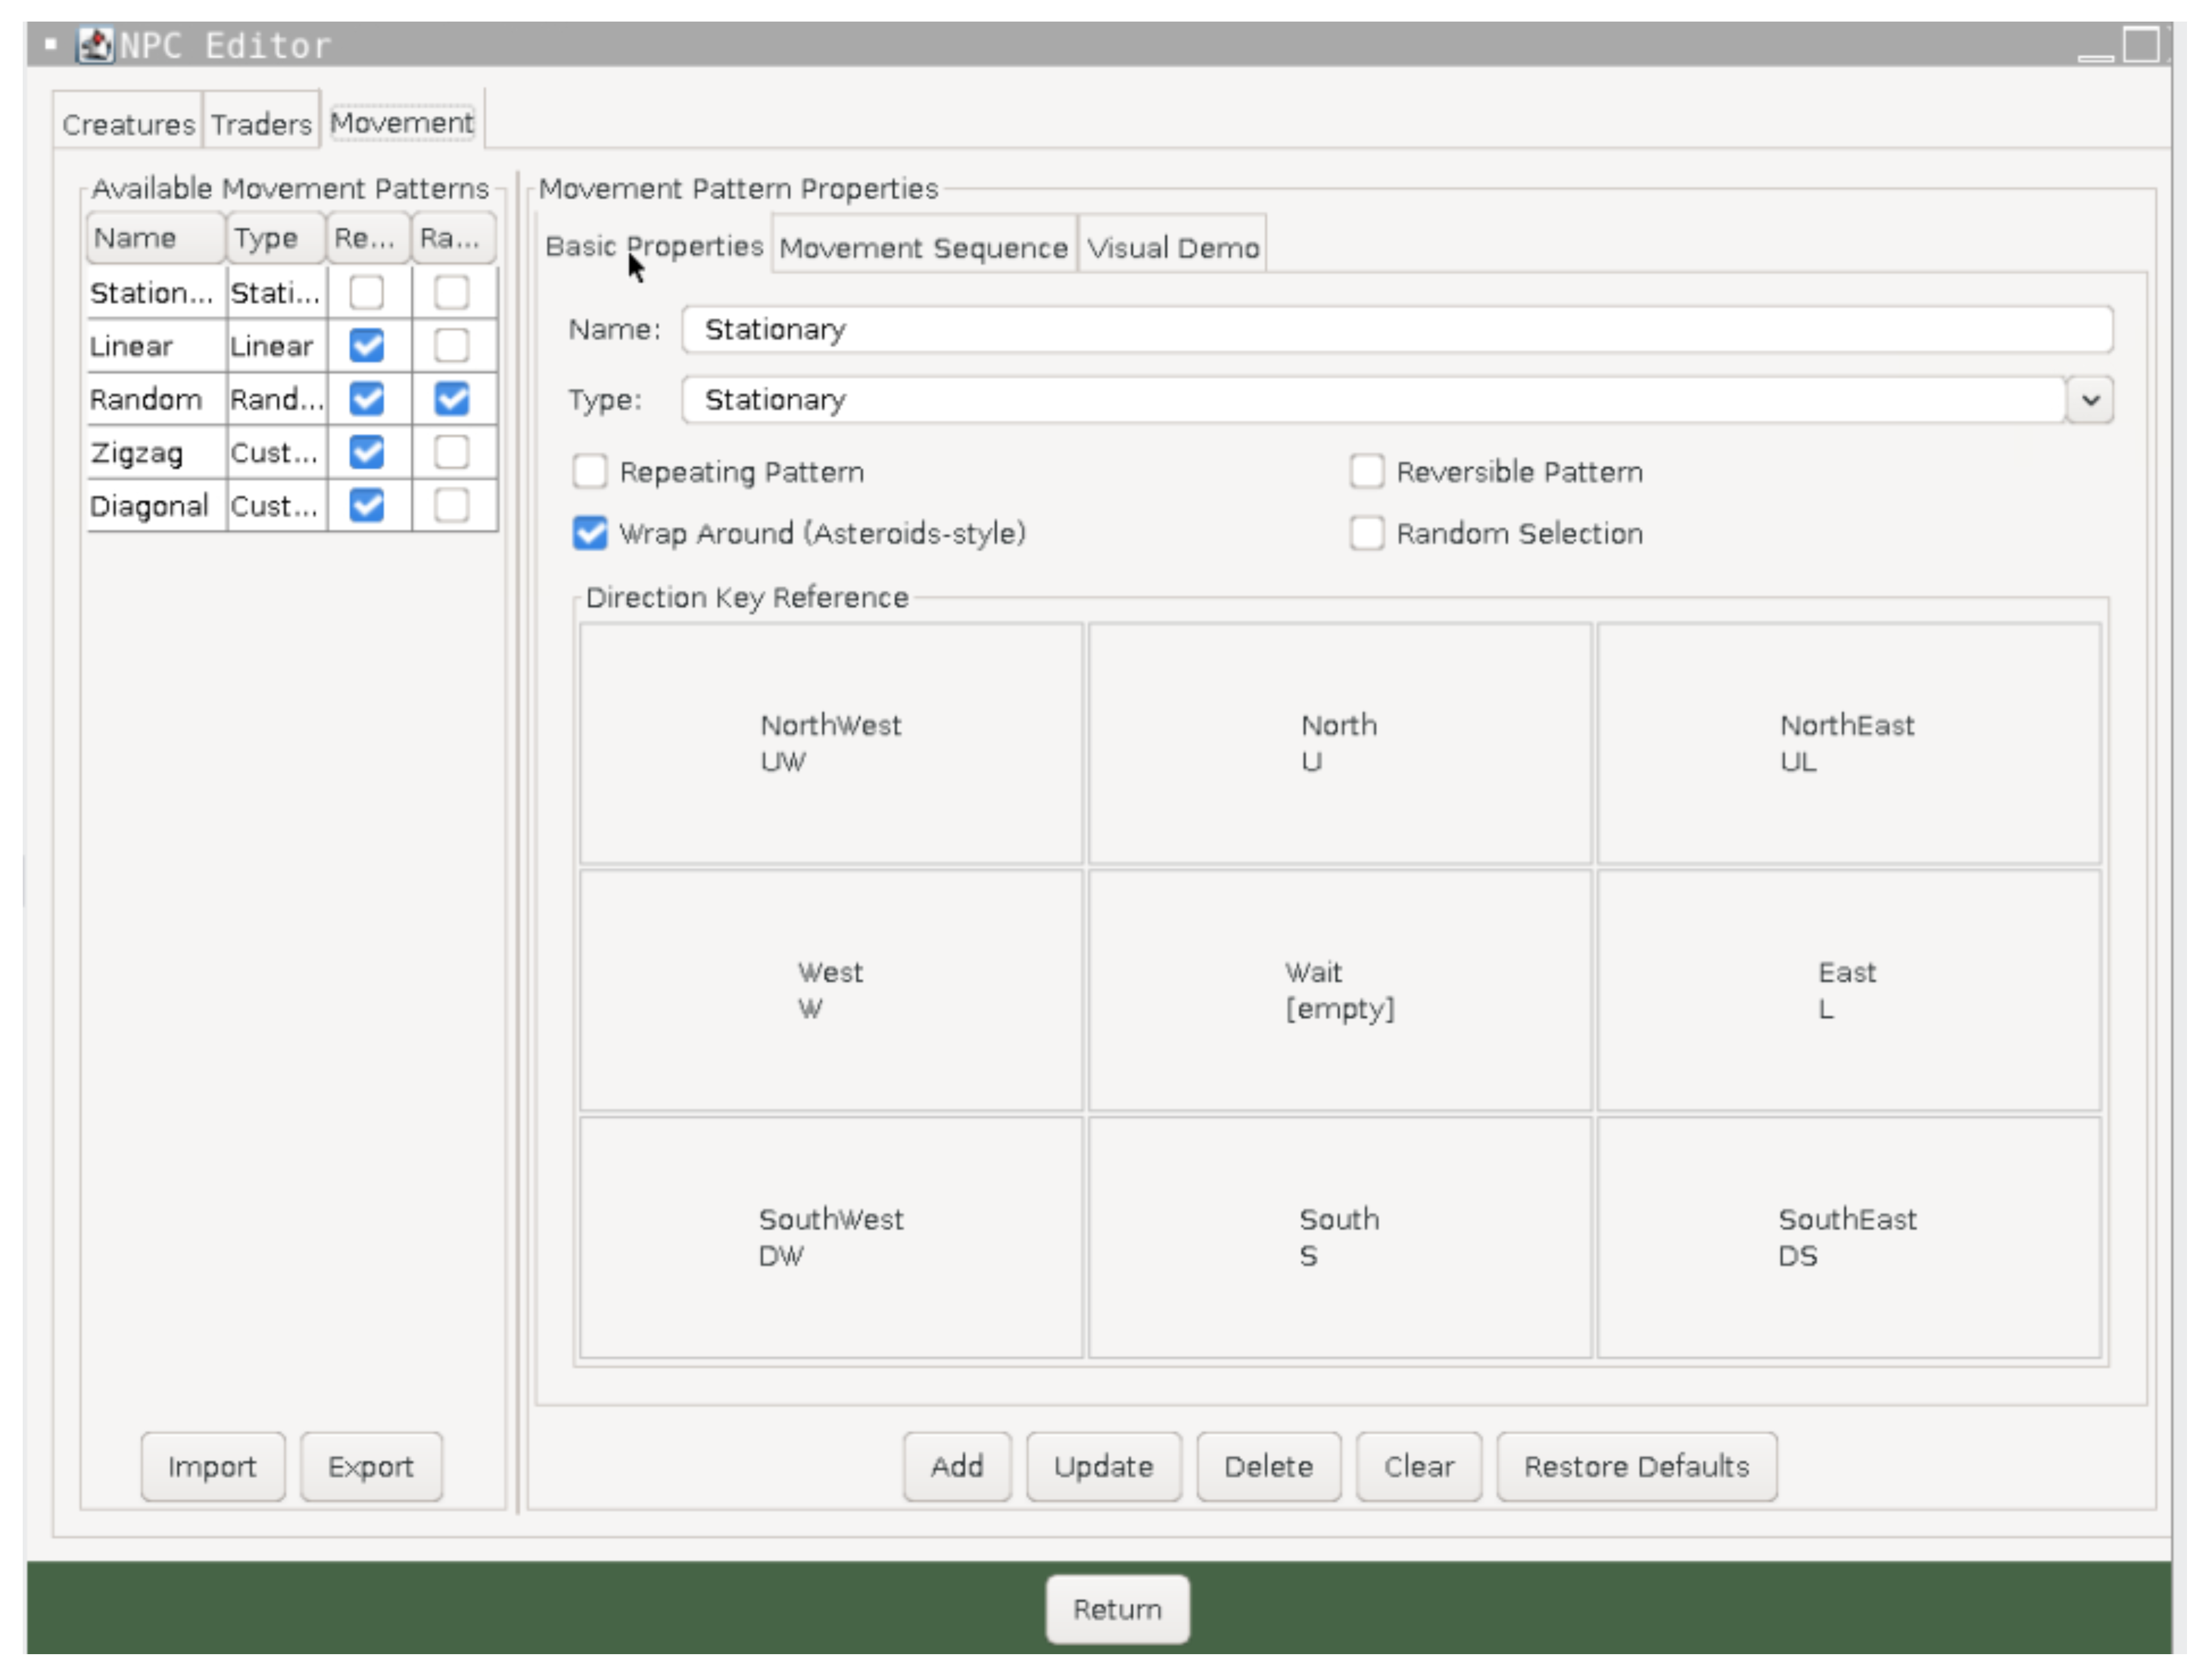 NPC Editor
Creatures Traders Movement
Available Movement Patterns
Name Type Re... Ra...
Station... Stati...
Linear Linear
Random Rand...
Zigzag Cust...
Diagonal Cust...
Import Export
Movement Pattern Properties
Basic Properties Movement Sequence Visual Demo
Name: Stationary
Type: Stationary
Repeating Pattern Reversible Pattern
Wrap Around (Asteroids-style) Random Selection
Direction Key Reference
NorthWest
UW
North
U
NorthEast
UL
West
W
Wait
[empty]
East
L
SouthWest
DW
South
S
SouthEast
DS
Add Update Delete Clear Restore Defaults
Return